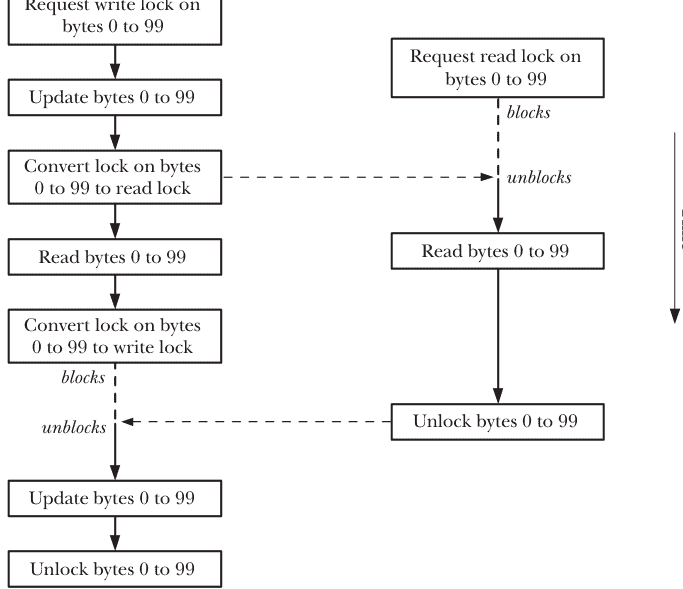 Request write lock on
bytes 0 to 99
Update bytes 0 to 99
Convert lock on bytes
0 to 99 to read lock
Read bytes 0 to 99
Convert lock on bytes
0 to 99 to write lock
blocks
unblocks
Update bytes 0 to 99
Unlock bytes 0 to 99
Request read lock on
bytes 0 to 99
blocks
unblocks
Read bytes 0 to 99
Unlock bytes 0 to 99